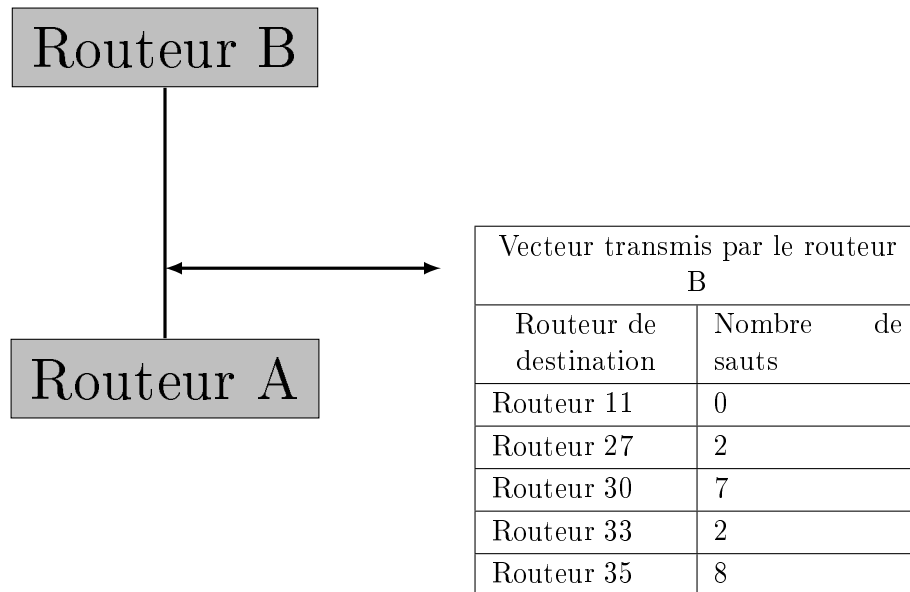 Routeur B
Routeur A
Vecteur transmis par le routeur
B
Routeur de
destination
Nombre de
sauts
Routeur 11 0
Routeur 27 2
Routeur 30 7
Routeur 33 2
Routeur 35 8